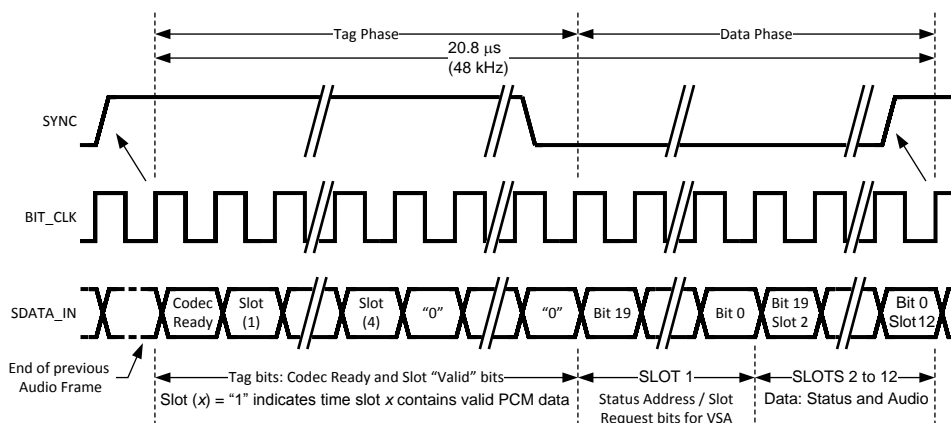 Tag Phase
Data Phase
20.8 μs
(48 kHz)
SYNC
BIT_CLK
SDATA_IN
Codec
Ready
Slot
(1)
Slot
(4)
“0”
“0”
Bit 19
Bit 0
Bit 19
Slot 2
Bit 0
Slot 12
End of previous
Audio Frame
Tag bits: Codec Ready and Slot “Valid” bits
Slot (x) = “1” indicates time slot x contains valid PCM data
SLOT 1
Status Address / Slot
Request bits for VSA
SLOTS 2 to 12
Data: Status and Audio